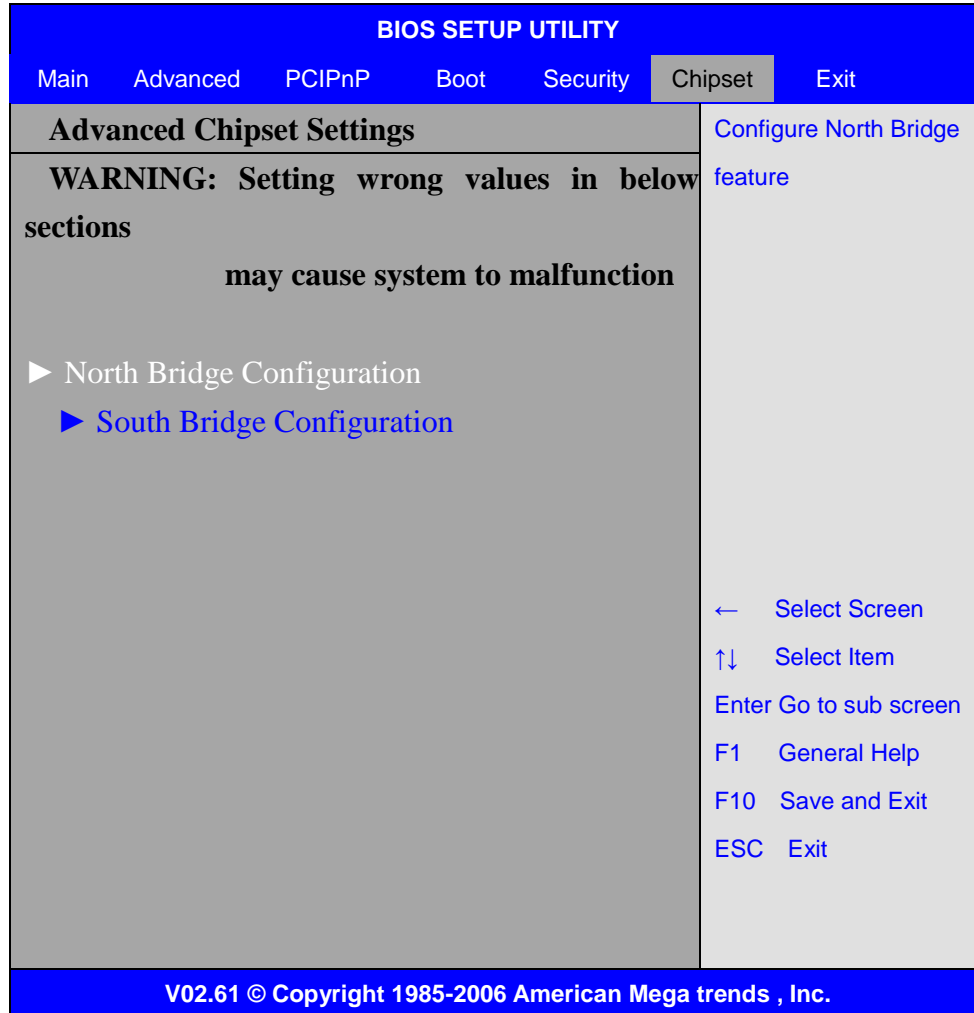 BIOS SETUP UTILITY
Main Advanced PCIPnP Boot Security Chipset Exit
Advanced Chipset Settings
WARNING: Setting wrong values in below
sections
may cause system to malfunction
► North Bridge Configuration
► South Bridge Configuration
Configure North Bridge
feature
← Select Screen
↑↓ Select Item
Enter Go to sub screen
F1 General Help
F10 Save and Exit
ESC Exit
V02.61 © Copyright 1985-2006 American Mega trends , Inc.